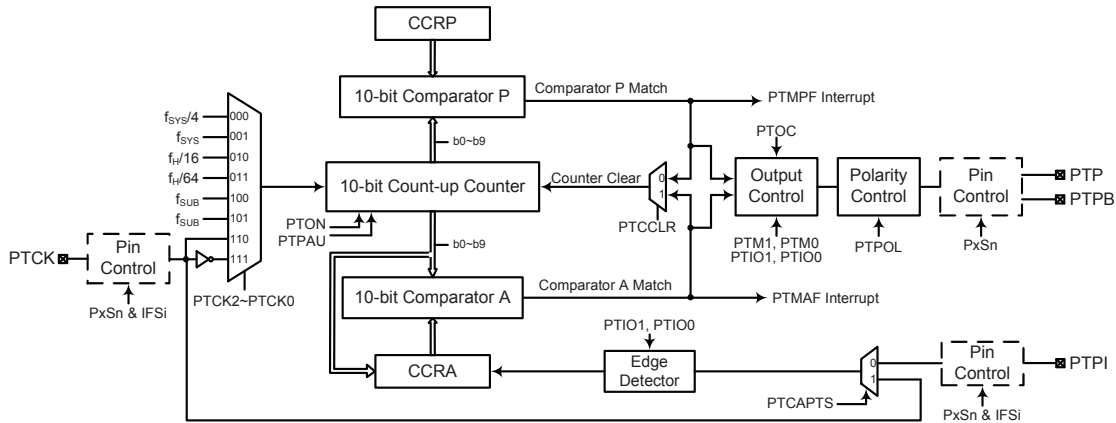 CCRP
10-bit Comparator P
Comparator P Match
PTMPF Interrupt
b0~b9
fSYS/4
000
fSYS
001
fH/16
010
fH/64
011
fSUB
100
fSUB
101
110
111
PTCK2~PTCK0
PTCK
Pin
Control
PxSn & IFSi
10-bit Count-up Counter
PTON
PTPAU
Counter Clear
0
1
PTCCLR
PTOC
Output
Control
PTM1, PTM0
PTIO1, PTIO0
Polarity
Control
PTPOL
Pin
Control
PxSn
PTP
PTPB
b0~b9
10-bit Comparator A
Comparator A Match
PTMAF Interrupt
CCRA
PTIO1, PTIO0
Edge
Detector
0
1
PTCAPTS
Pin
Control
PxSn & IFSi
PTPI